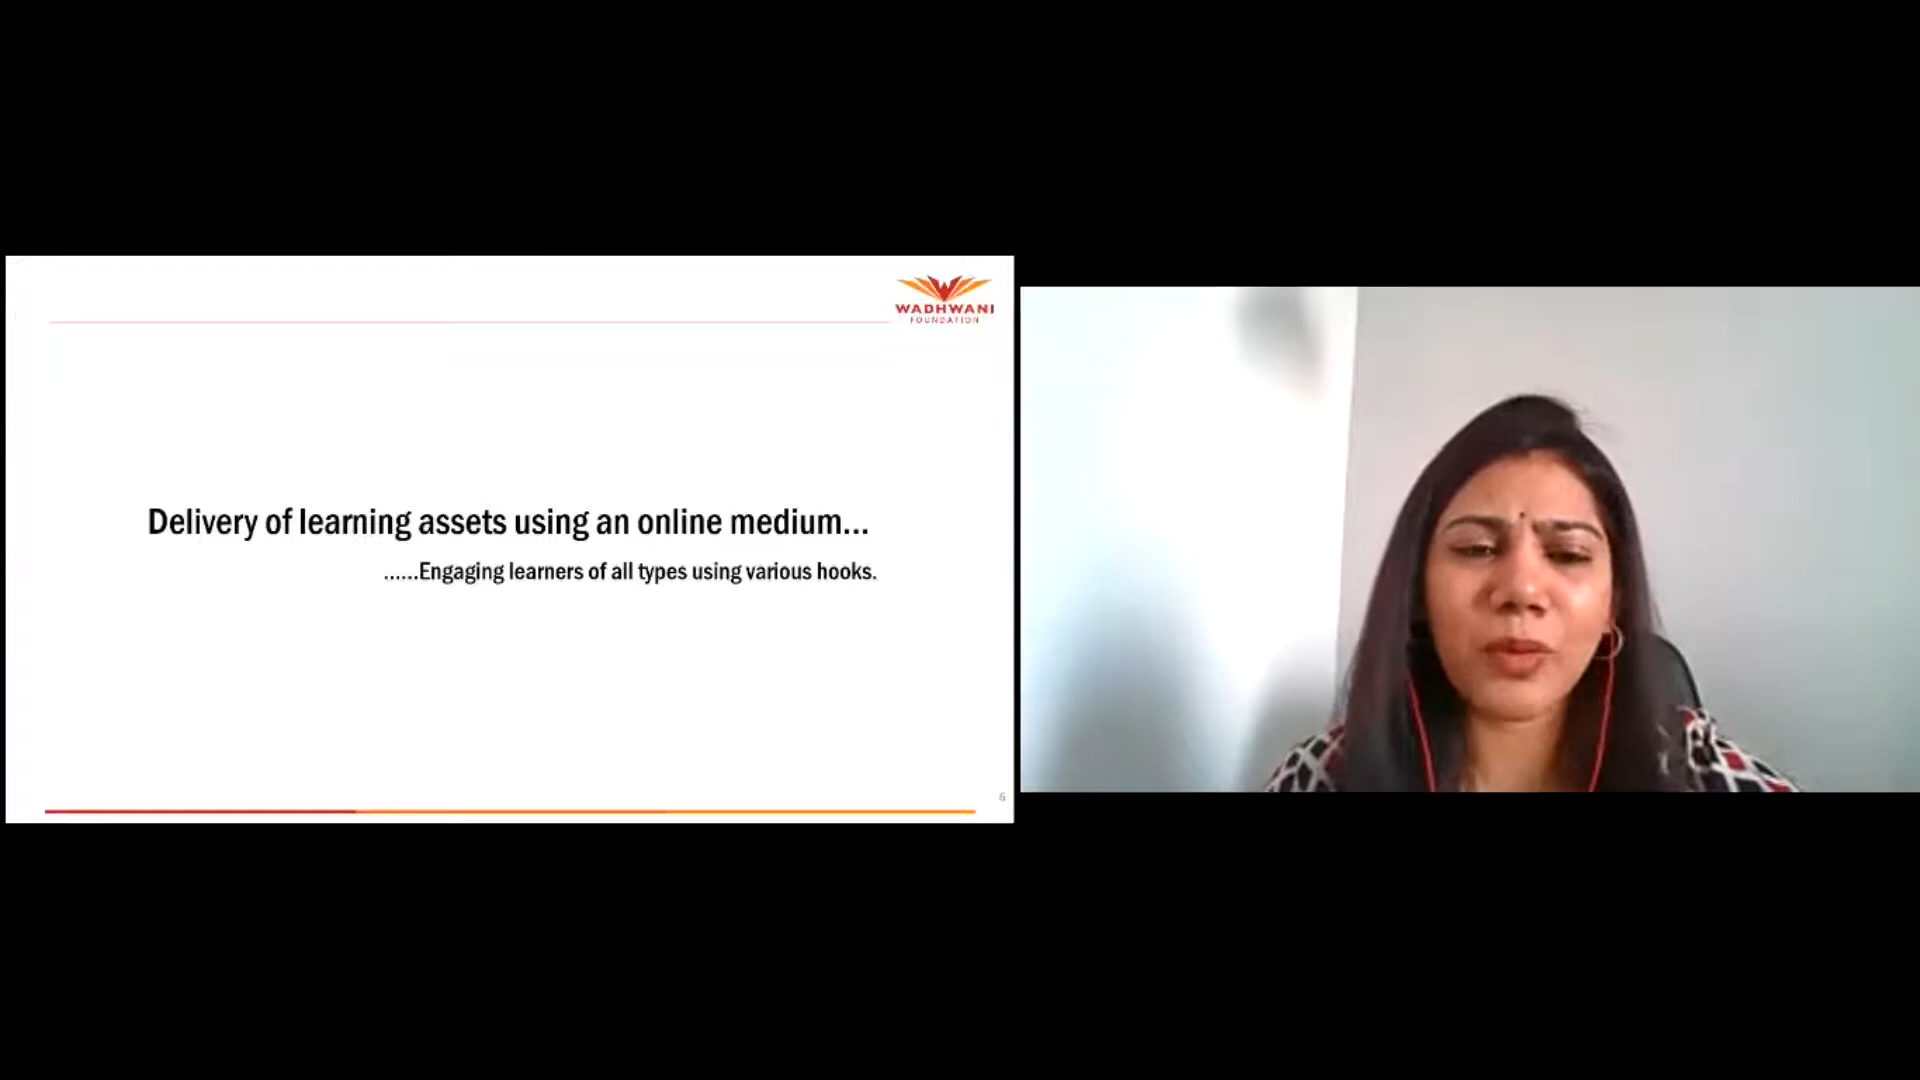 WADHWANI
FOUNDATION
Delivery of learning assets using an online medium...
......Engaging learners of all types using various hooks.
6